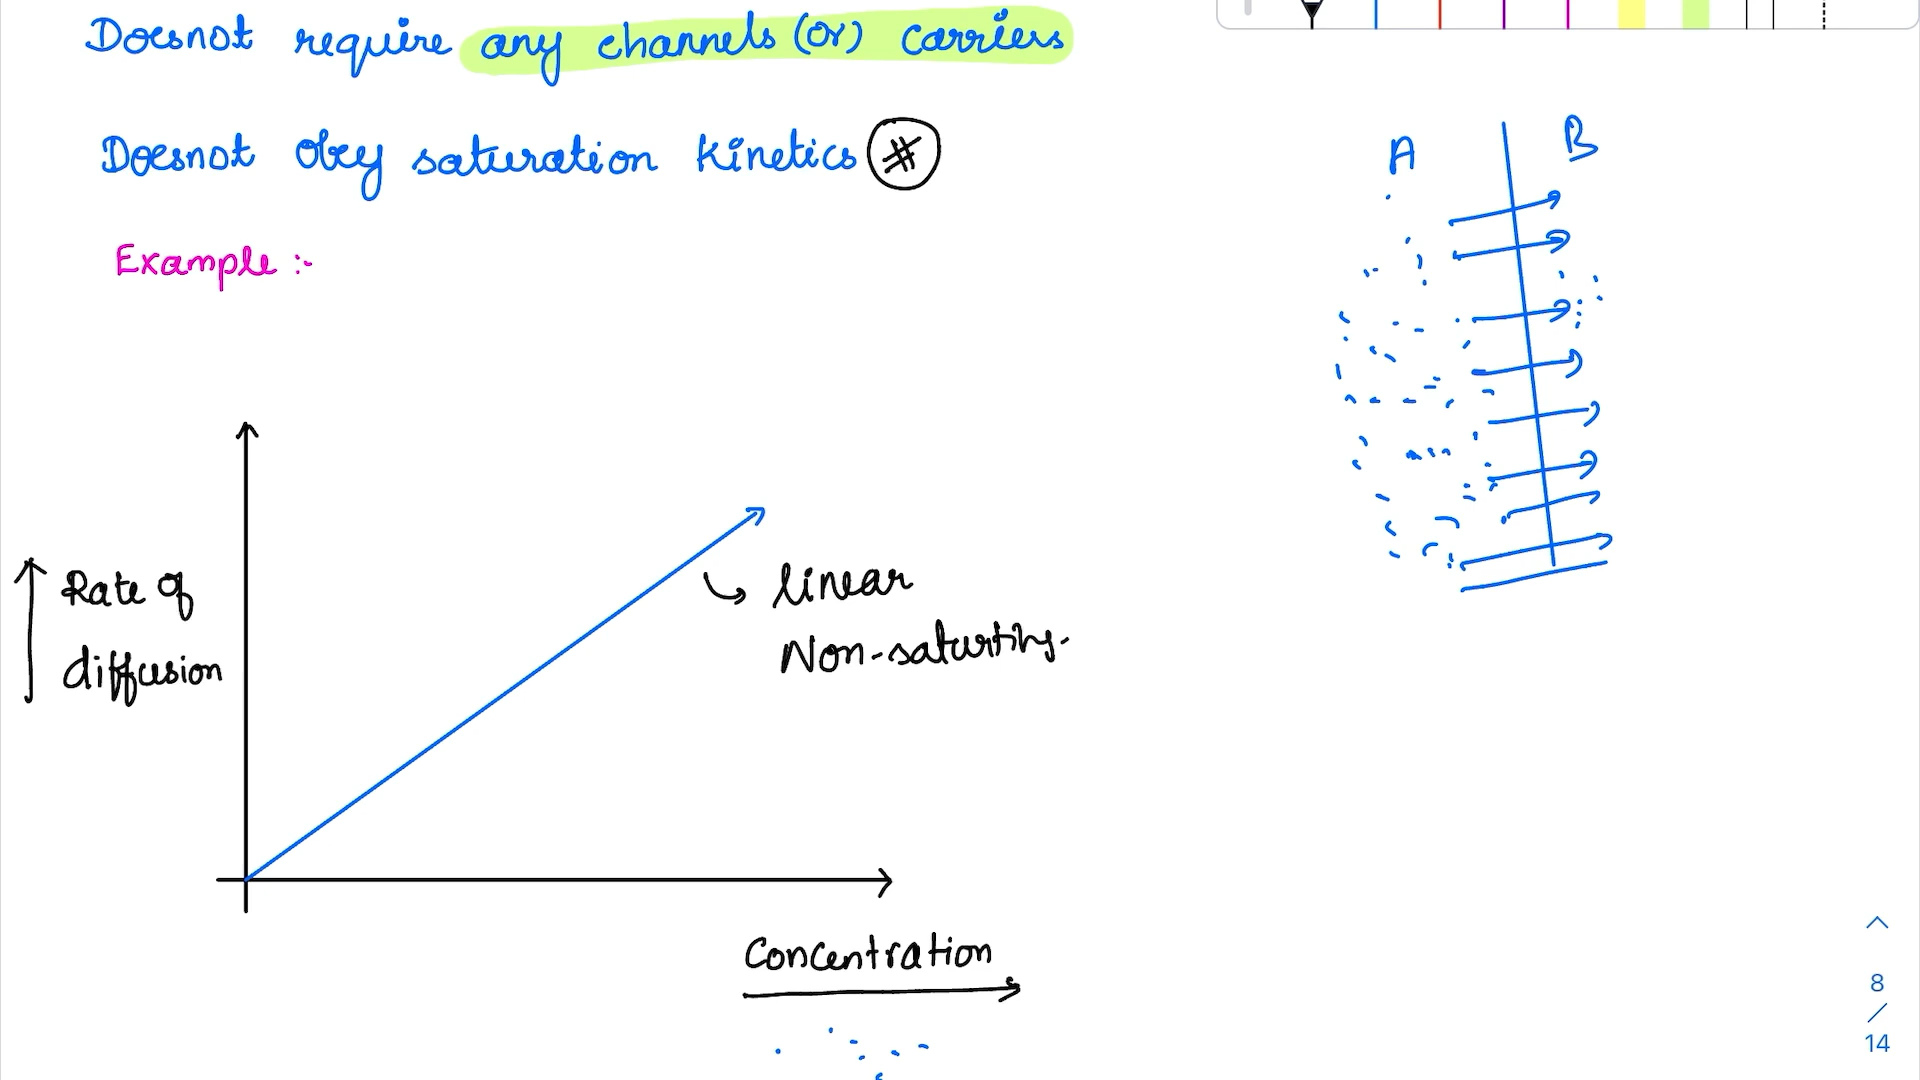 Doesnot require any channels (or) carriers
Doesnot obey saturation kinetics #
Example :-
A B
Rate of
diffusion
linear
Non-saturting.
Concentration
8
/
14